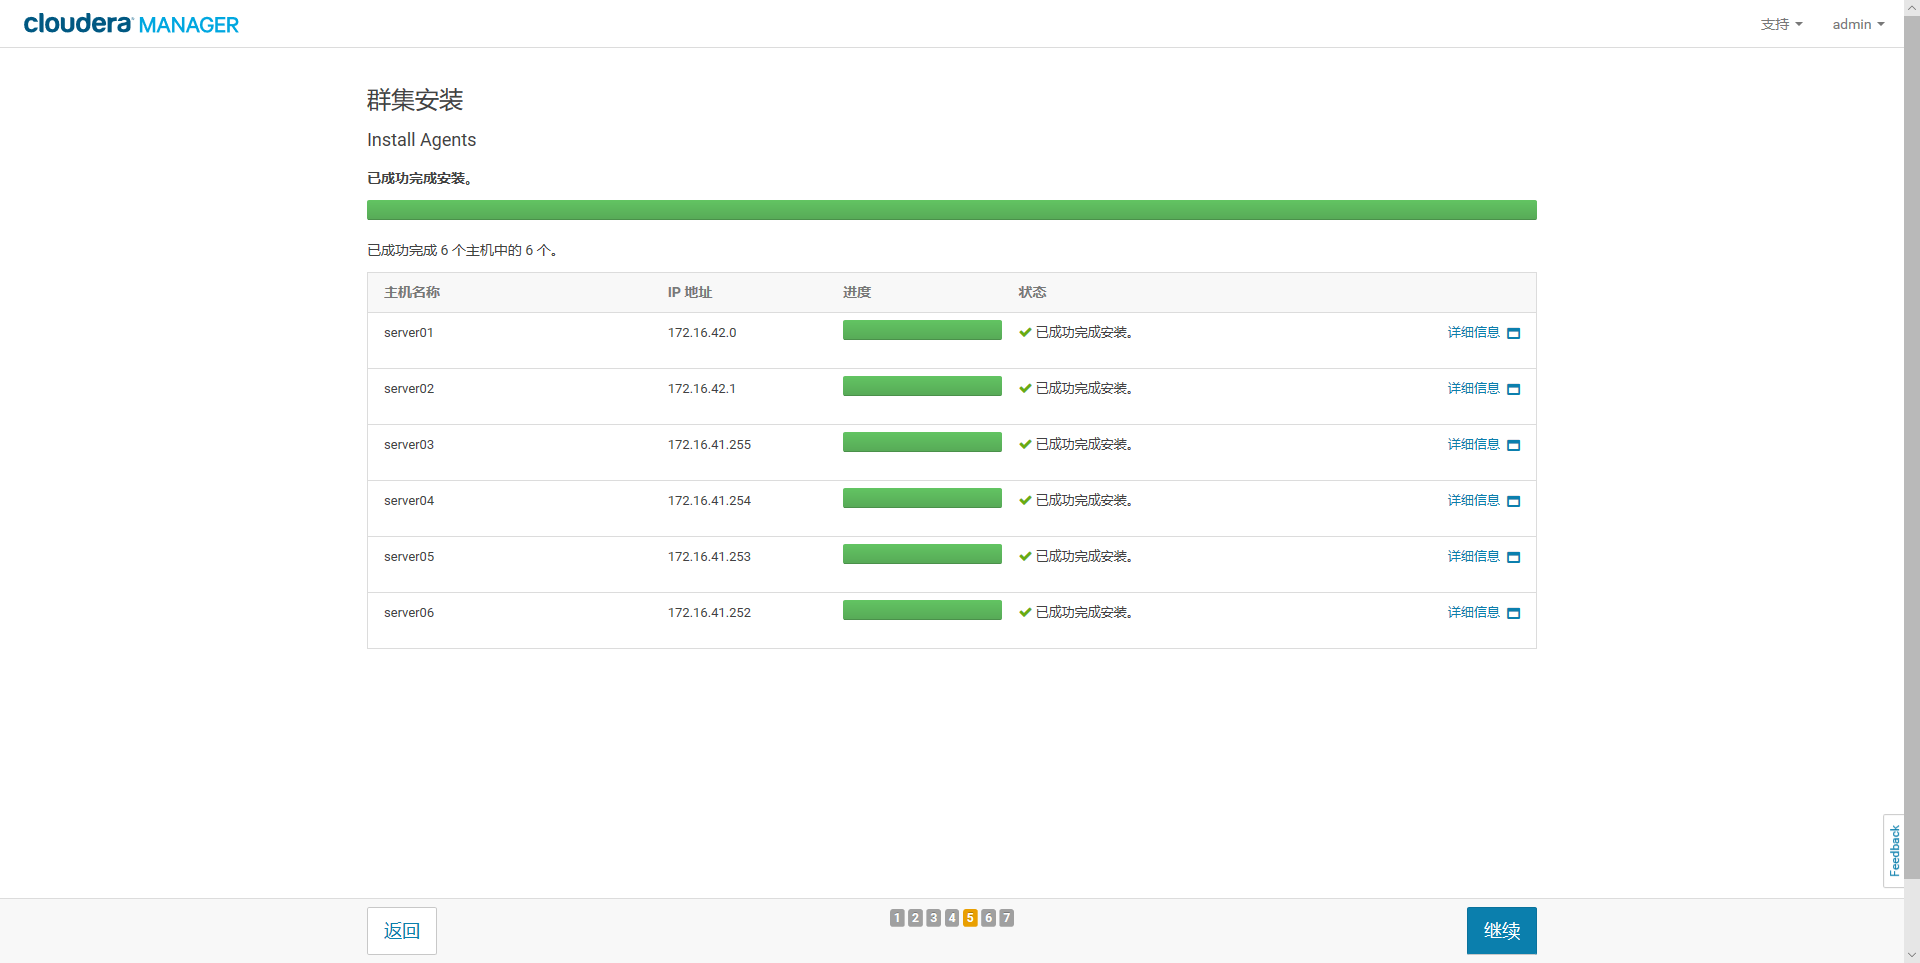 cloudera MANAGER
支持 admin
群集安装
Install Agents
已成功完成安装。
已成功完成 6 个主机中的 6 个。
主机名称 IP 地址 进度 状态
server01 172.16.42.0 已成功完成安装。 详细信息
server02 172.16.42.1 已成功完成安装。 详细信息
server03 172.16.41.255 已成功完成安装。 详细信息
server04 172.16.41.254 已成功完成安装。 详细信息
server05 172.16.41.253 已成功完成安装。 详细信息
server06 172.16.41.252 已成功完成安装。 详细信息
Feedback
返回 1 2 3 4 5 6 7 继续